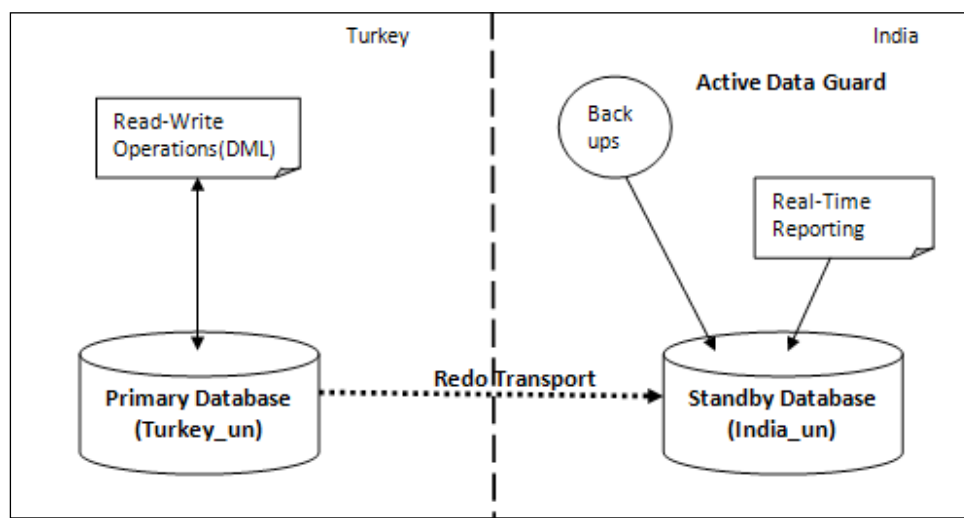 Turkey
India
Active Data Guard
Read-Write
Operations(DML)
Back
ups
Real-Time
Reporting
Primary Database
(Turkey_un)
Redo Transport
Standby Database
(India_un)